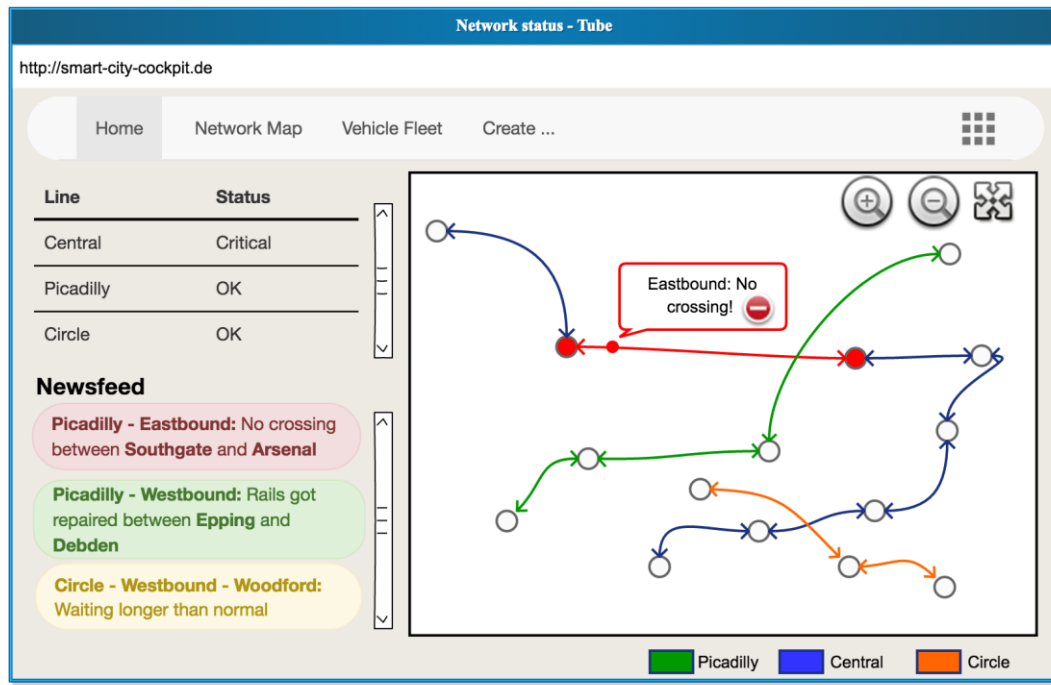 Network status - Tube
http://smart-city-cockpit.de
Home Network Map Vehicle Fleet Create ...
Line Status
Central Critical
Picadilly OK
Circle OK
Newsfeed
Picadilly - Eastbound: No crossing
between Southgate and Arsenal
Picadilly - Westbound: Rails got
repaired between Epping and
Debden
Circle - Westbound - Woodford:
Waiting longer than normal
Eastbound: No
crossing!
Picadilly Central Circle